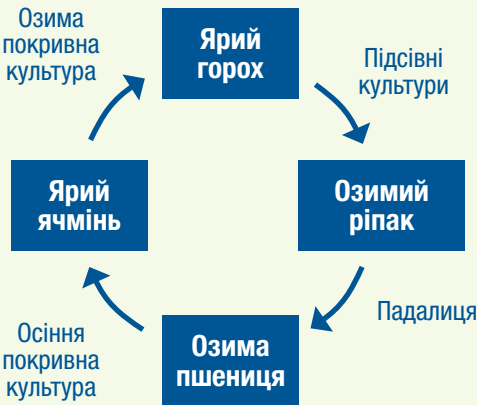 Озима
покривна
культура
Ярий
горох
Підсівні
культури
Ярий
ячмінь
Озимий
ріпак
Падалиця
Осіння
покривна
культура
Озима
пшениця